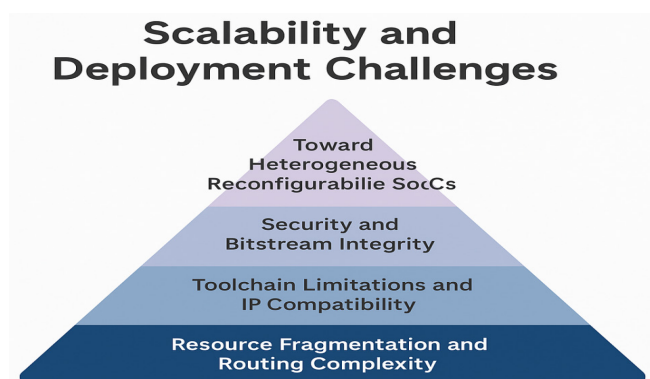 Scalability and
Deployment Challenges
Toward
Heterogeneous
Reconfigurabilie SocCs
Security and
Bitstream Integrity
Toolchain Limitations and
IP Compatibility
Resource Fragmentation and
Routing Complexity